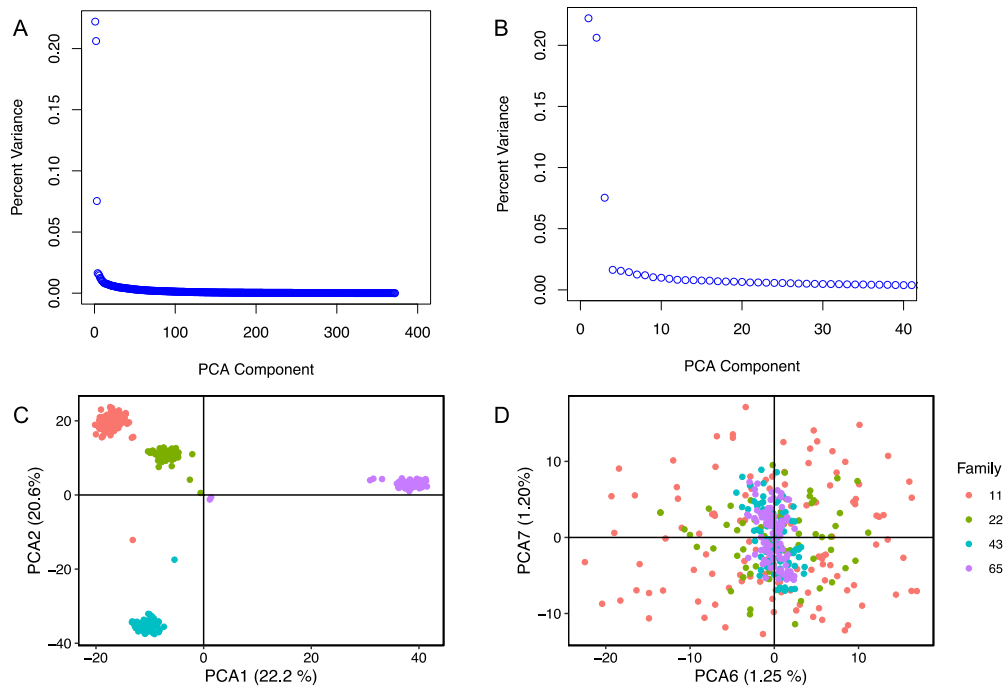 A
Percent Variance
0.20
0.15
0.10
0.05
0.00
0 100 200 300 400
PCA Component
B
Percent Variance
0.20
0.15
0.10
0.05
0.00
0 10 20 30 40
PCA Component
C
PCA2 (20.6%)
20
0
−20
−40
−20 0 20 40
PCA1 (22.2 %)
D
PCA7 (1.20%)
10
0
−10
−20 −10 0 10
PCA6 (1.25 %)
Family
11
22
43
65